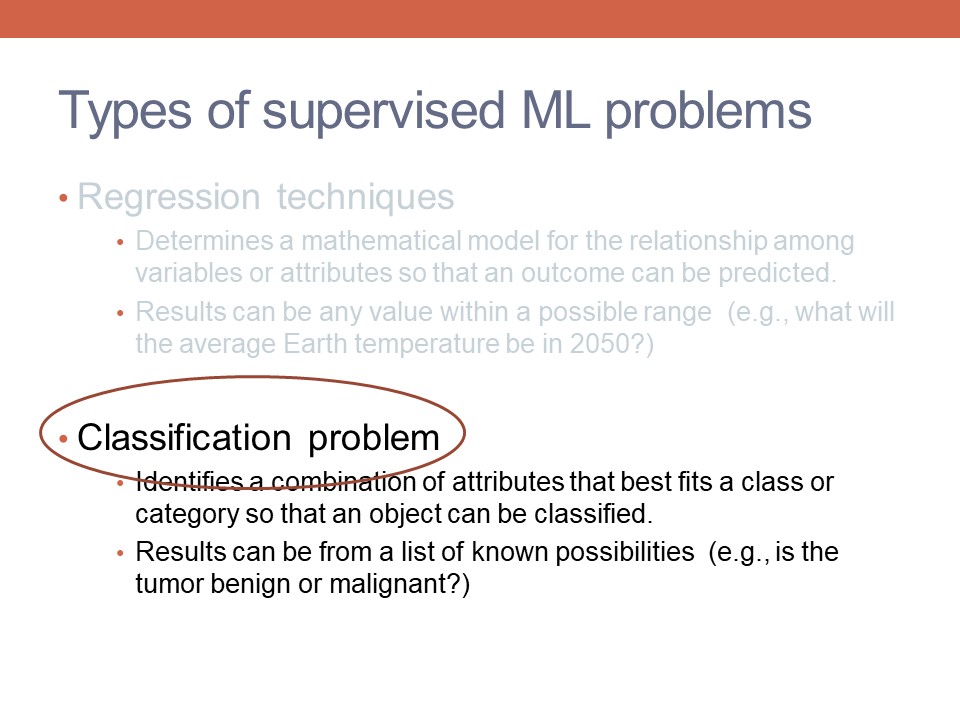 Types of supervised ML problems
• Regression techniques
• Determines a mathematical model for the relationship among
variables or attributes so that an outcome can be predicted.
• Results can be any value within a possible range (e.g., what will
the average Earth temperature be in 2050?)
• Classification problem
• Identifies a combination of attributes that best fits a class or
category so that an object can be classified.
• Results can be from a list of known possibilities (e.g., is the
tumor benign or malignant?)